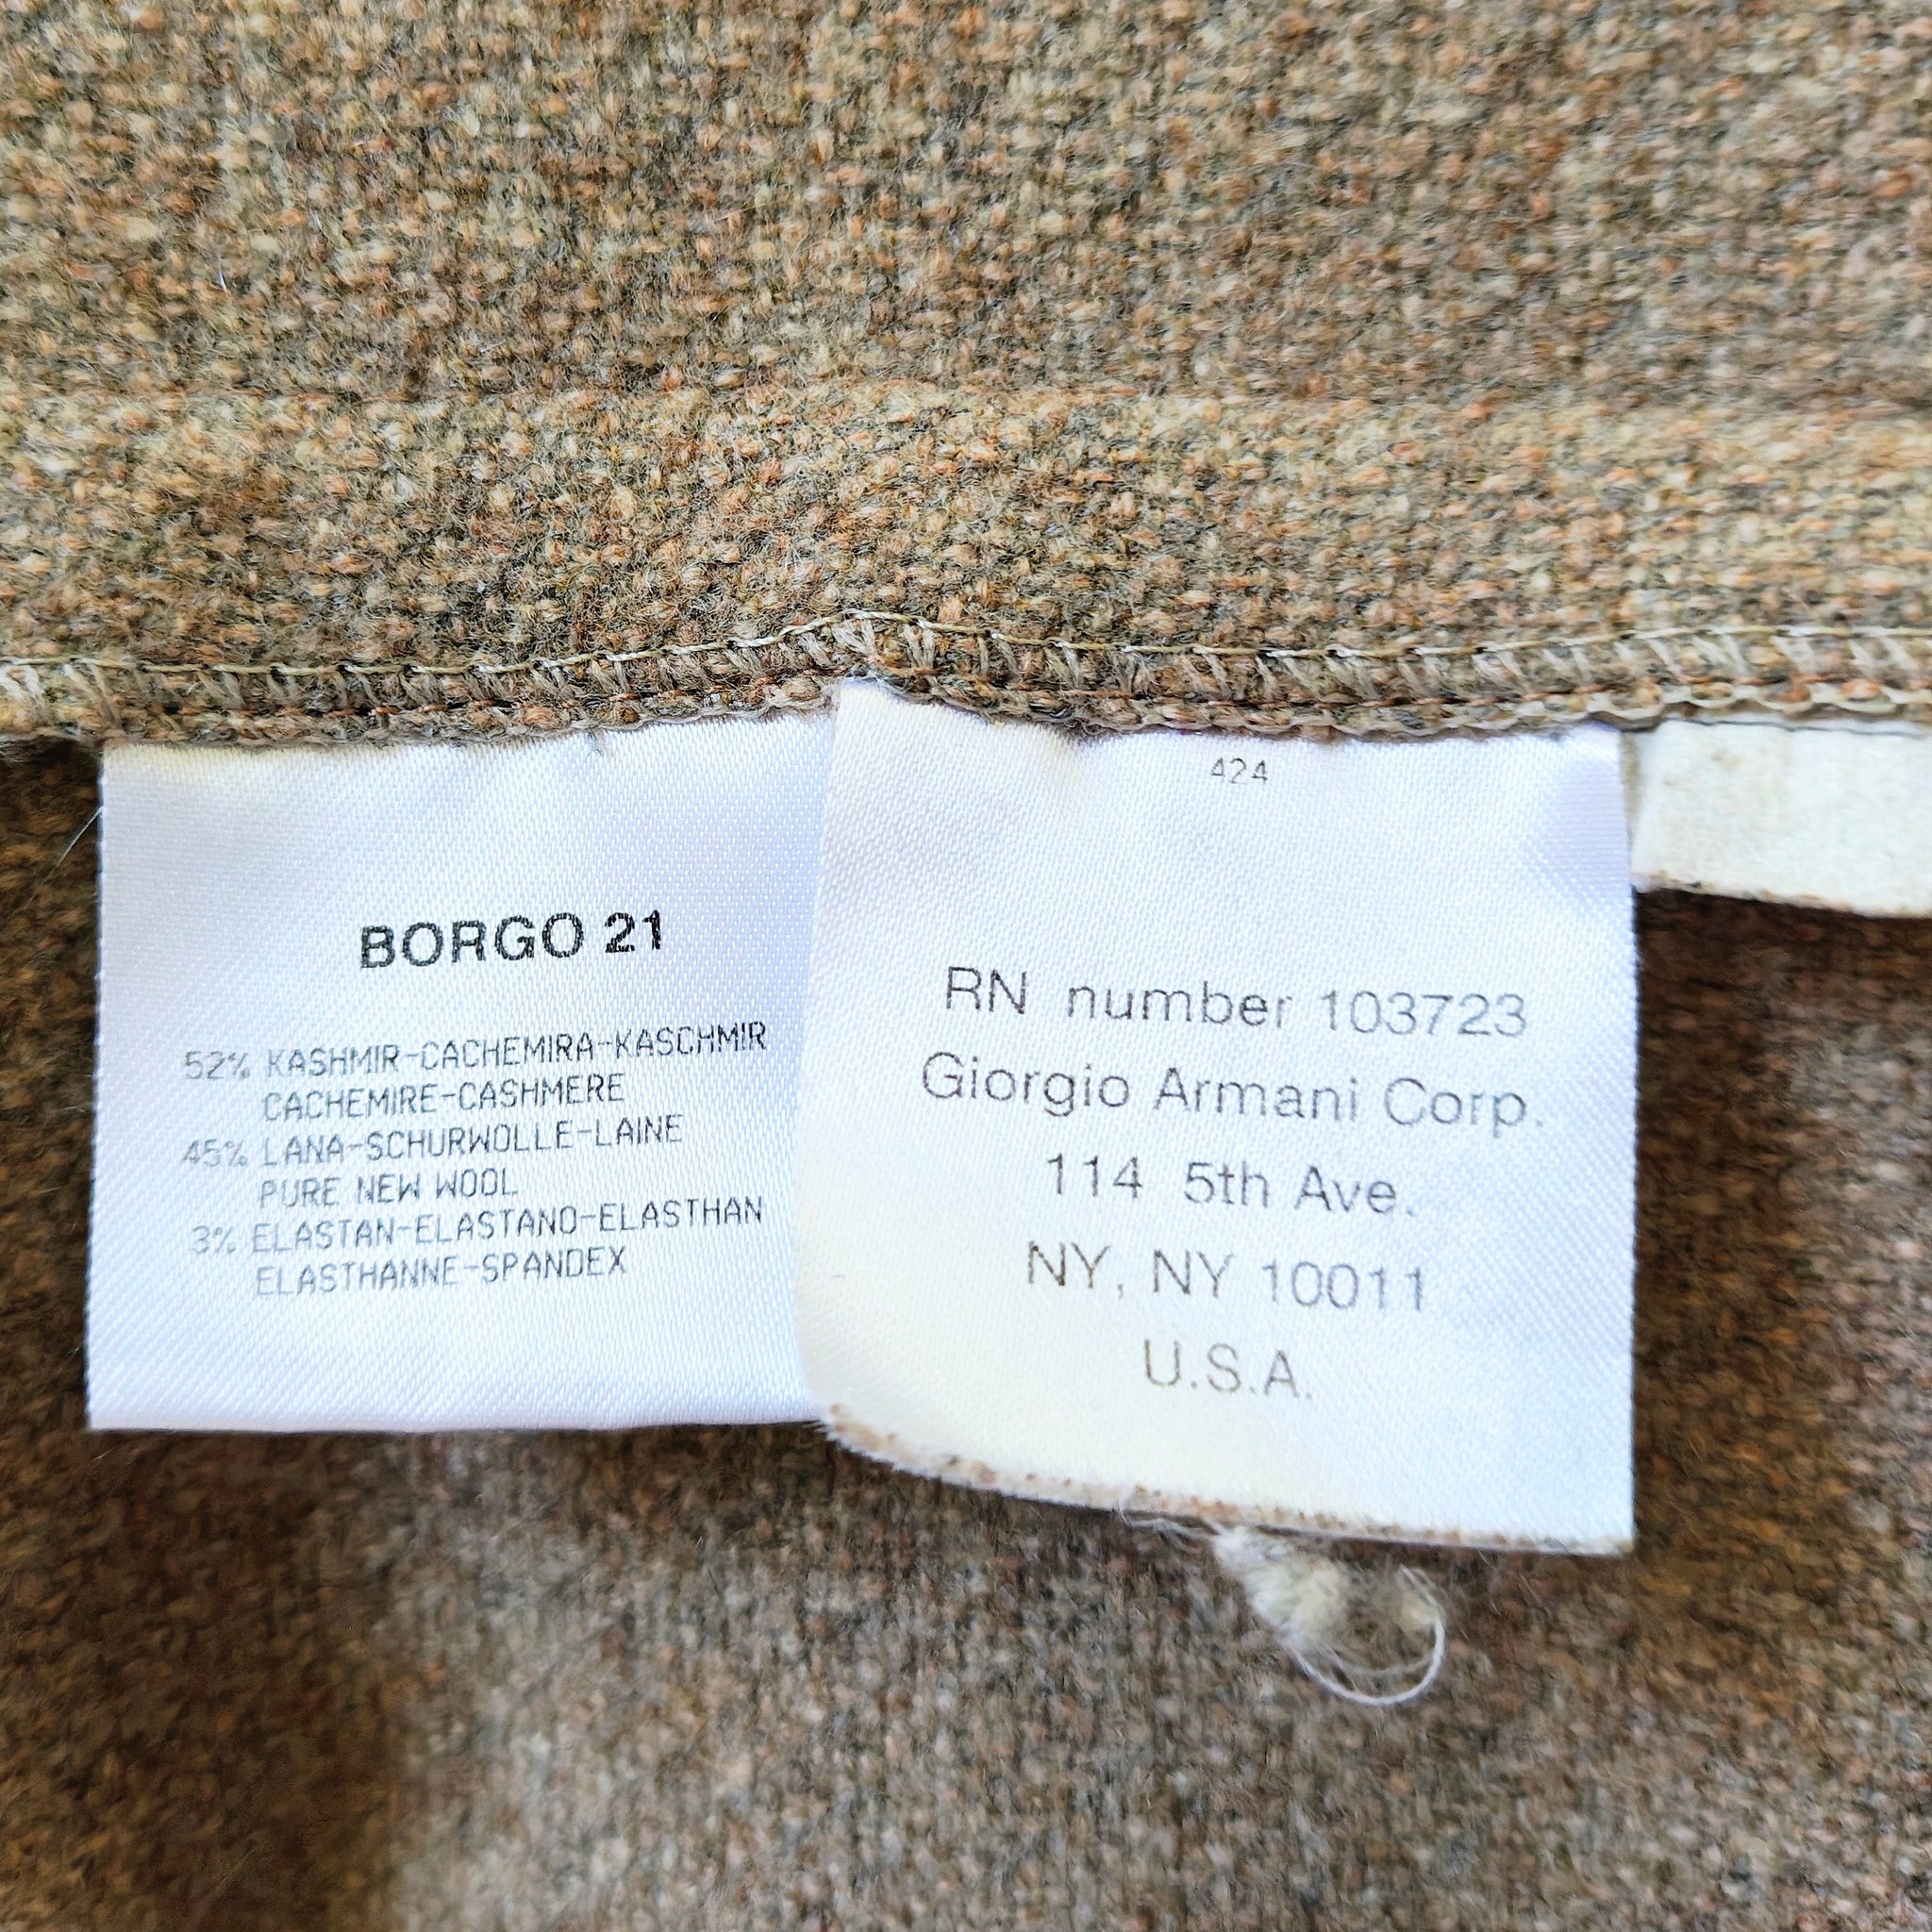 BORGO 21
52% KASHMIR-CACHEMIRA-KASCHMIR
CACHEMIRE-CASHMERE
45% LANA-SCHURWOLLE-LAINE
PURE NEW WOOL
3% ELASTAN-ELASTANO-ELASTHAN
ELASTHANNE-SPANDEX
424
RN number 103723
Giorgio Armani Corp.
114 5th Ave.
NY, NY 10011
U.S.A.